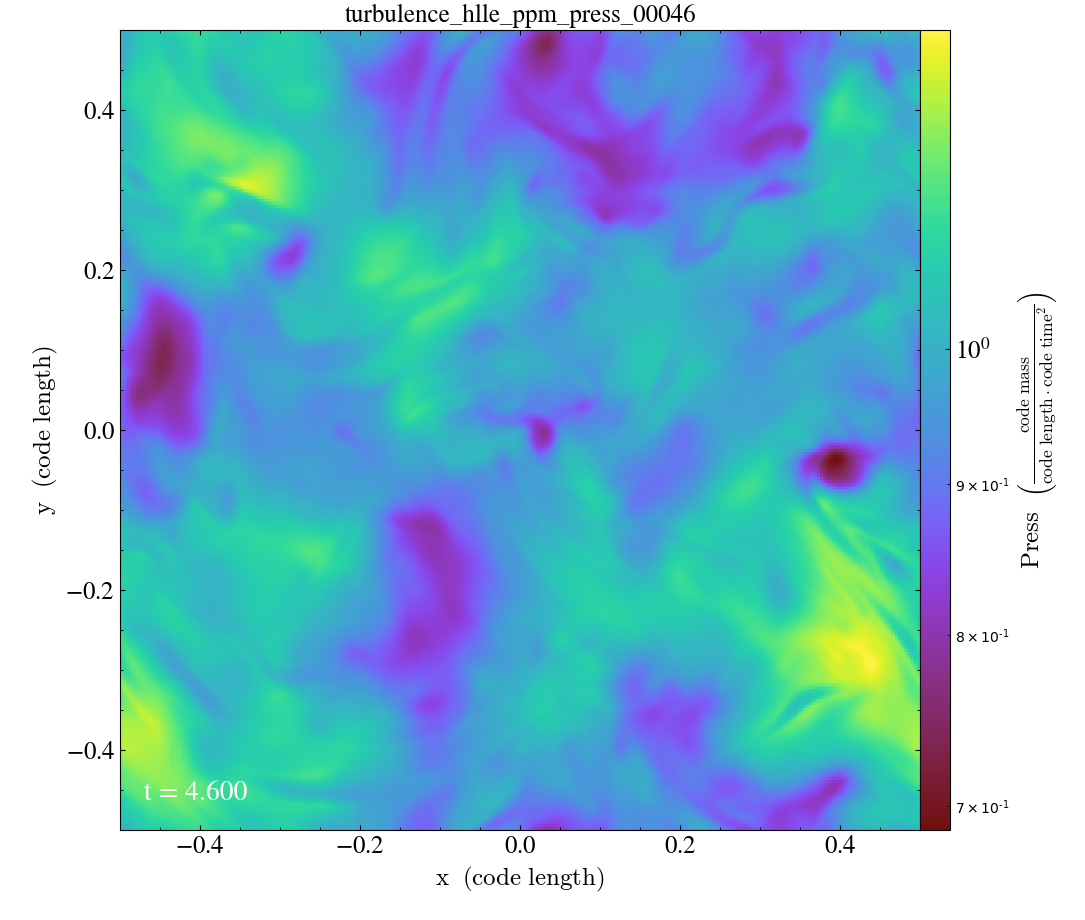 turbulence_hlle_ppm_press_00046
0.4
0.2
0.0
−0.2
−0.4
y (code length)
t = 4.600
−0.4
−0.2
0.0
0.2
0.4
x (code length)
10⁰
9 × 10⁻¹
8 × 10⁻¹
7 × 10⁻¹
Press (code mass / code length · code time²)